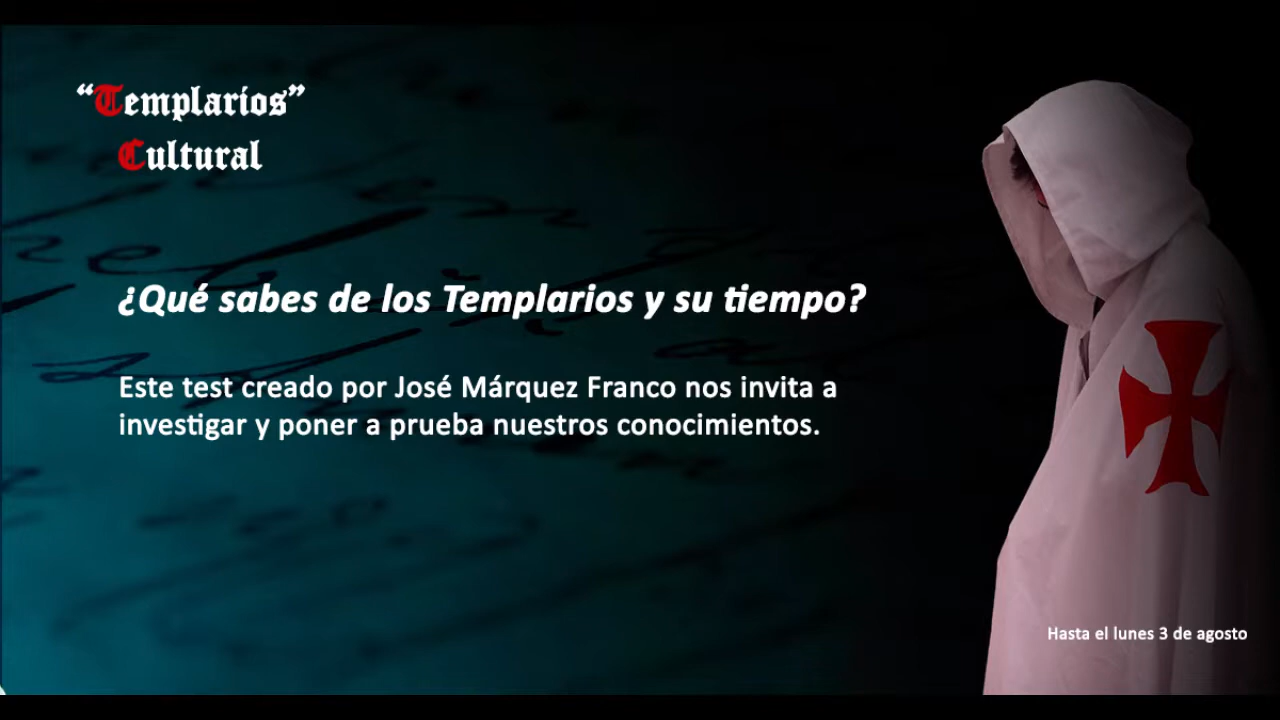 “Templarios”
Cultural
¿Qué sabes de los Templarios y su tiempo?
Este test creado por José Márquez Franco nos invita a
investigar y poner a prueba nuestros conocimientos.
Hasta el lunes 3 de agosto